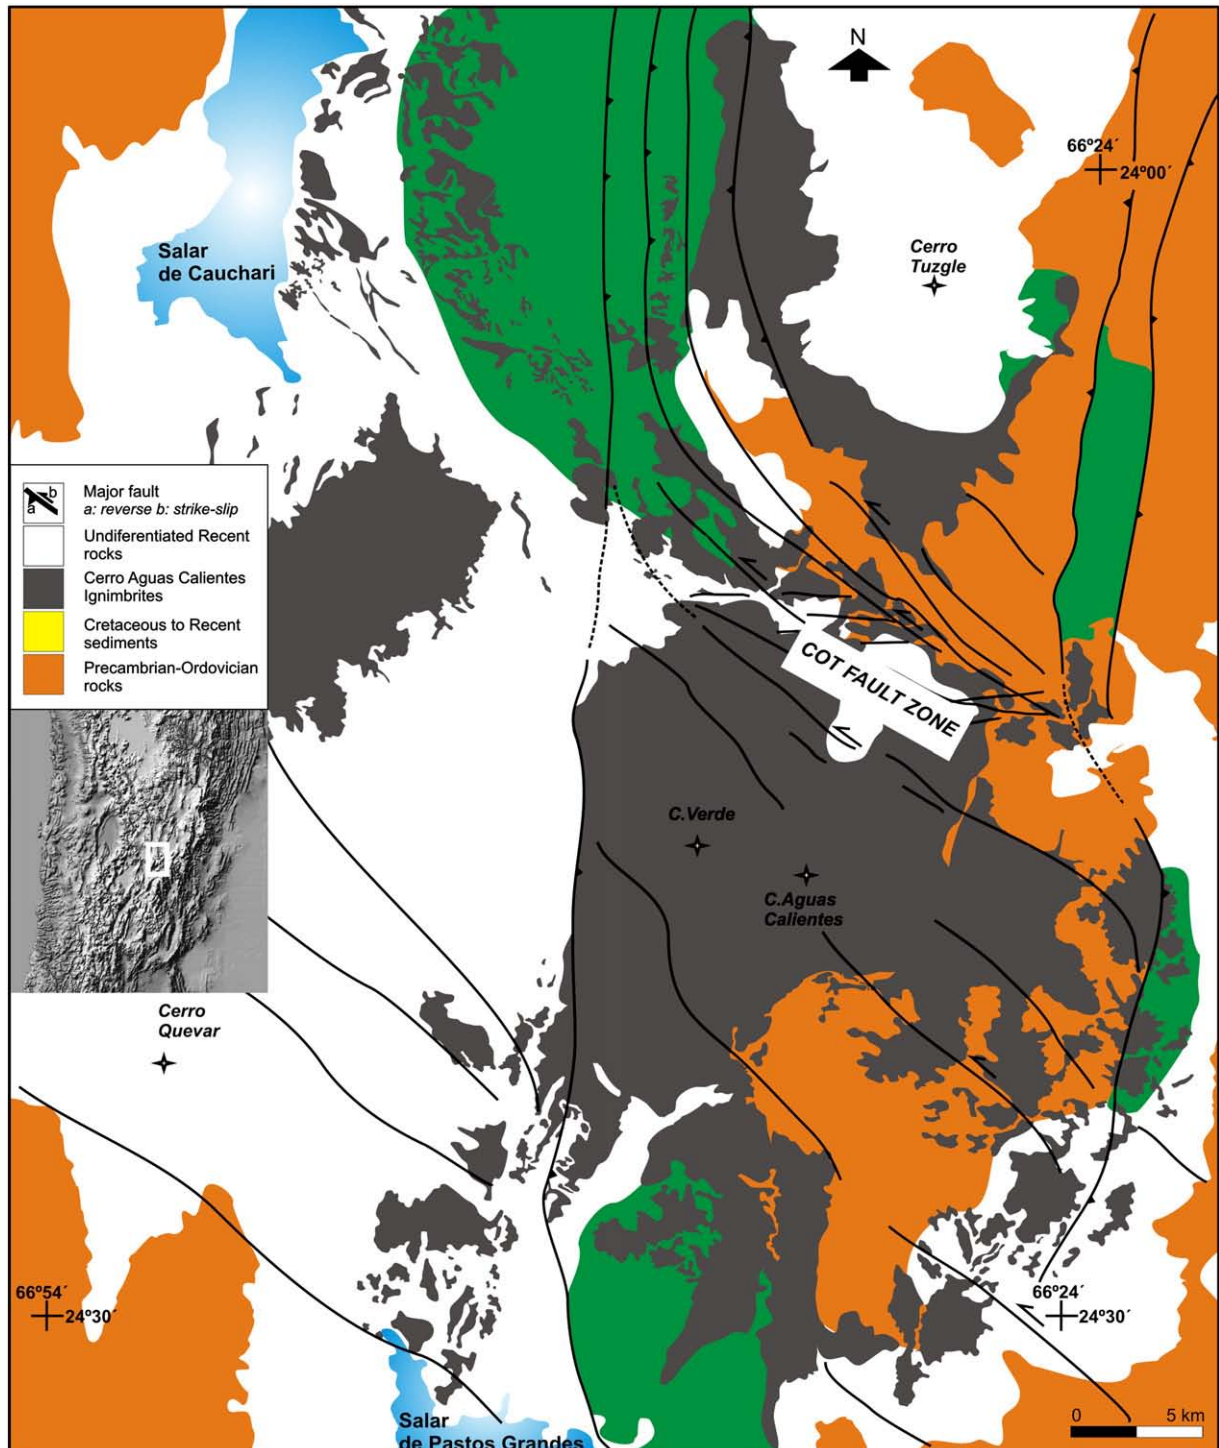 N
66º24´
24º00´
Cerro
Tuzgle
Salar
de Cauchari
b
a
Major fault
a: reverse b: strike-slip
Undiferentiated Recent
rocks
Cerro Aguas Calientes
Ignimbrites
Cretaceous to Recent
sediments
Precambrian-Ordovician
rocks
COT FAULT ZONE
C.Verde
C.Aguas
Calientes
Cerro
Quevar
66º54´
24º30´
66º24´
24º30´
0 5 km
Salar
de Pastos Grandes